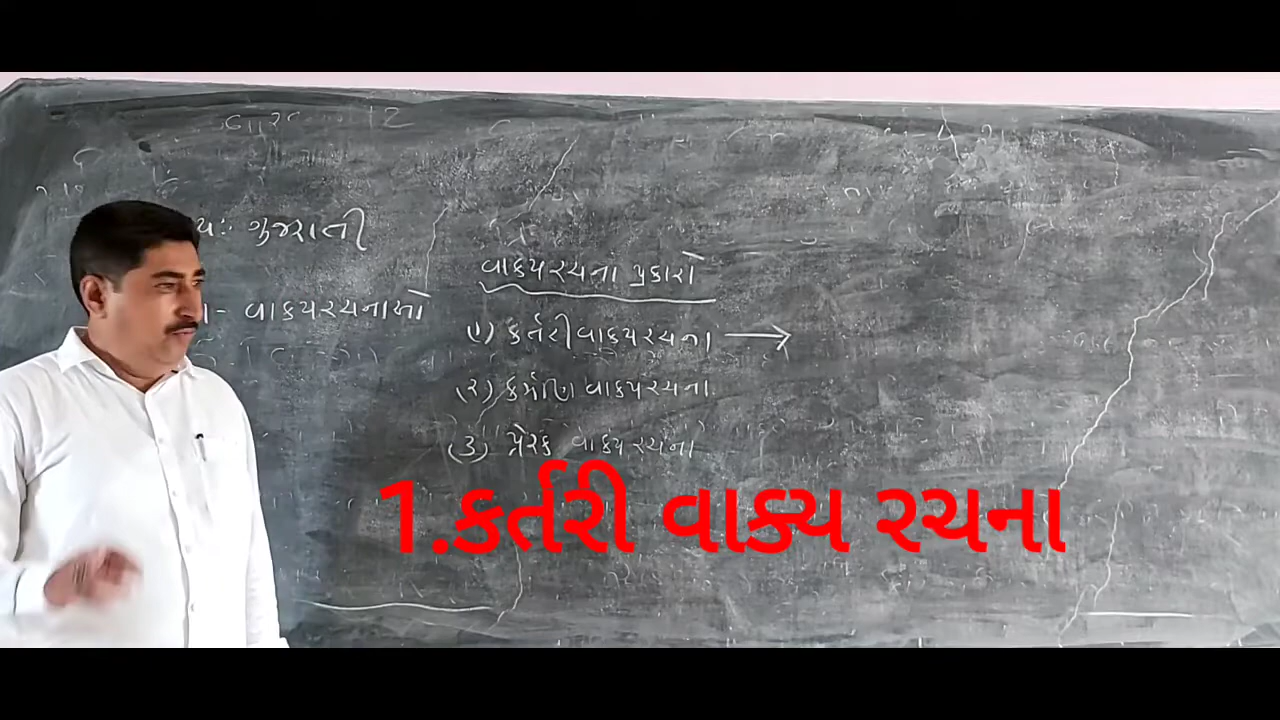 ગુજરાતી
- વાક્યરચનાઓ
વાક્યરચના પ્રકારો
(૧) કર્તરી વાક્યરચના →
(૨) કર્મણિ વાક્યરચના
(૩) પ્રેરક વાક્યરચના
1.કર્તરી વાક્ય રચના